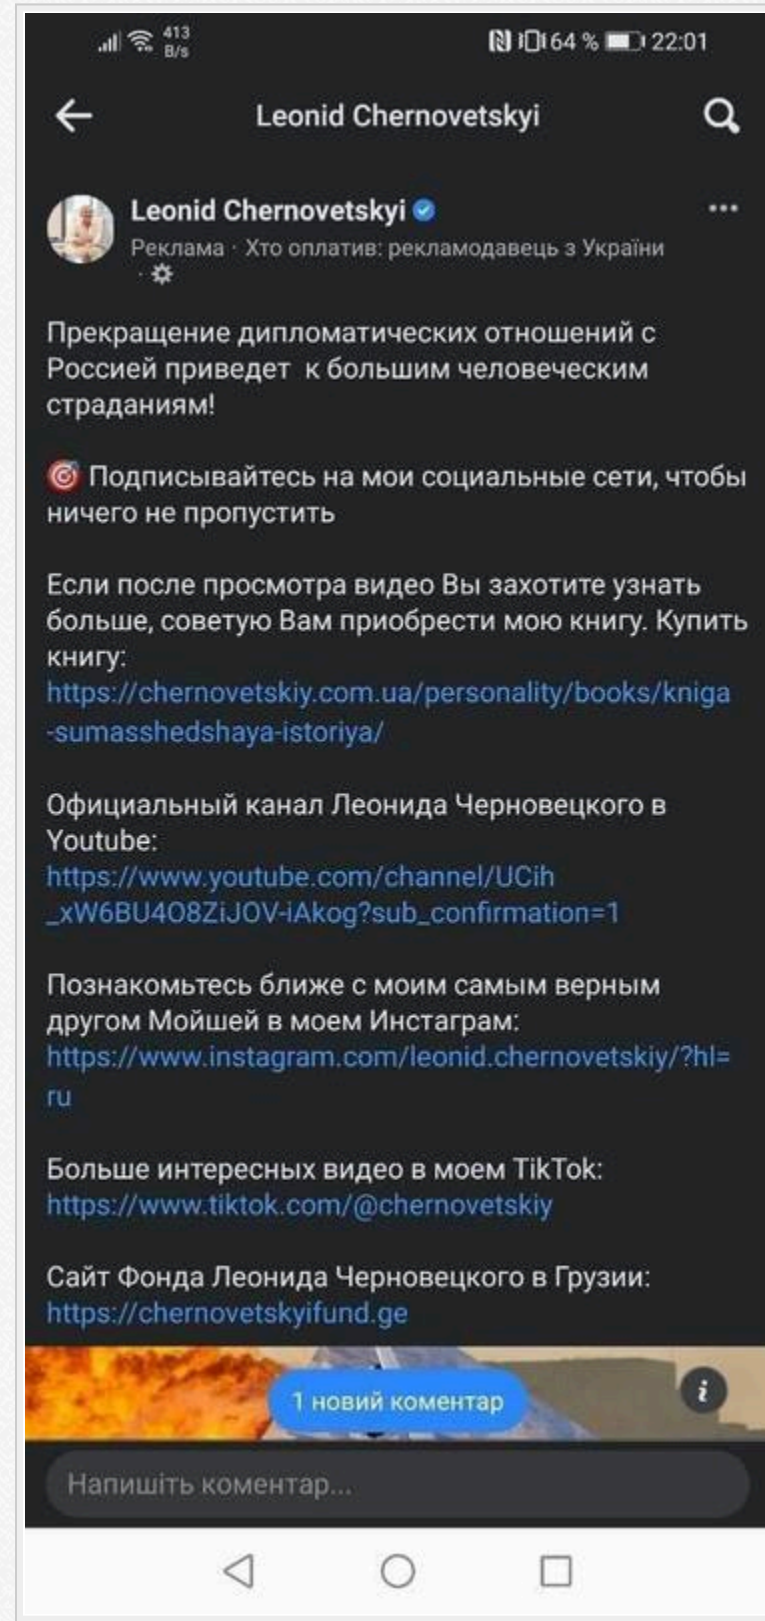 413
B/s
64 %
22:01
Leonid Chernovetskyi
Leonid Chernovetskyi
Реклама · Хто оплатив: рекламодавець з України
Прекращение дипломатических отношений с
Россией приведет  к большим человеческим
страданиям!
🎯 Подписывайтесь на мои социальные сети, чтобы
ничего не пропустить
Если после просмотра видео Вы захотите узнать
больше, советую Вам приобрести мою книгу. Купить
книгу:
https://chernovetskiy.com.ua/personality/books/kniga
-sumasshedshaya-istoriya/
Официальный канал Леонида Черновецкого в
Youtube:
https://www.youtube.com/channel/UCih
_xW6BU4O8ZiJOV-iAkog?sub_confirmation=1
Познакомьтесь ближе с моим самым верным
другом Мойшей в моем Инстаграм:
https://www.instagram.com/leonid.chernovetskiy/?hl=
ru
Больше интересных видео в моем TikTok:
https://www.tiktok.com/@chernovetskiy
Сайт Фонда Леонида Черновецкого в Грузии:
https://chernovetskyifund.ge
1 новий коментар
Напишіть коментар...